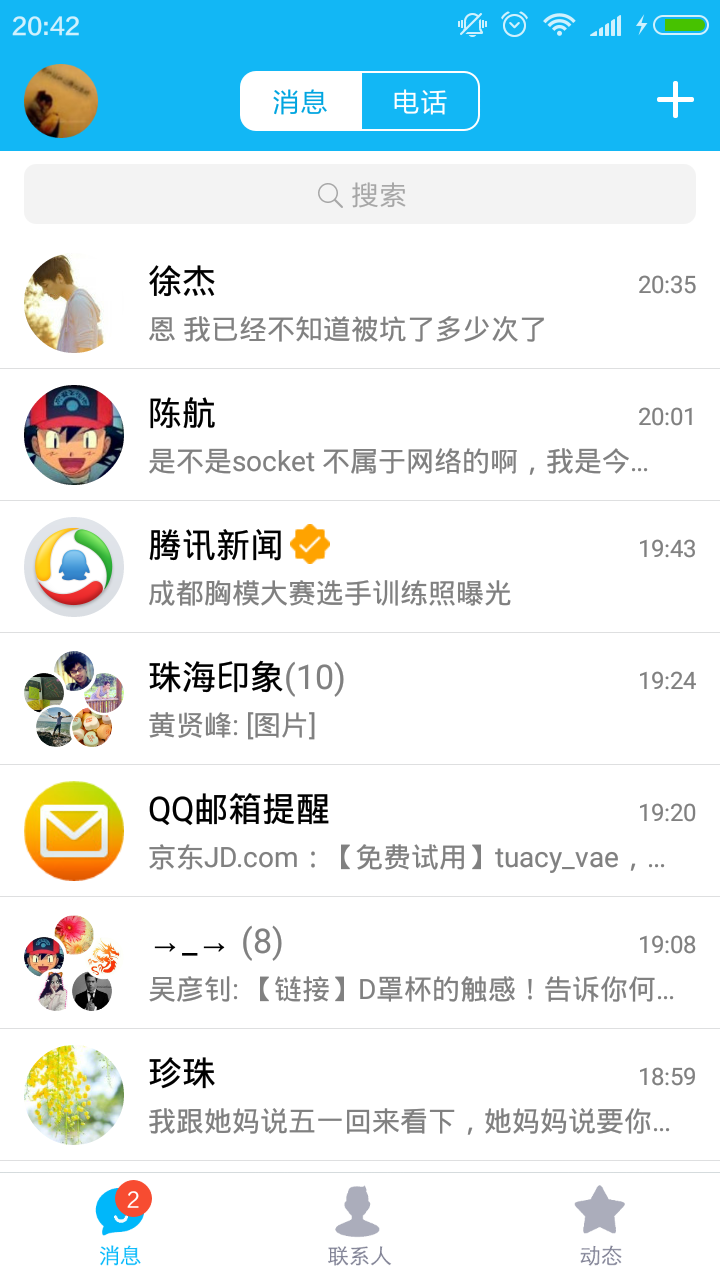 20:42
消息 电话
搜索
徐杰 20:35
恩 我已经不知道被坑了多少次了
陈航 20:01
是不是socket 不属于网络的啊，我是今...
腾讯新闻 19:43
成都胸模大赛选手训练照曝光
珠海印象(10) 19:24
黄贤峰: [图片]
QQ邮箱提醒 19:20
京东JD.com：【免费试用】tuacy_vae，...
→_→ (8) 19:08
吴彦钊: 【链接】D罩杯的触感！告诉你何...
珍珠 18:59
我跟她妈说五一回来看下，她妈妈说要你...
2
消息 联系人 动态